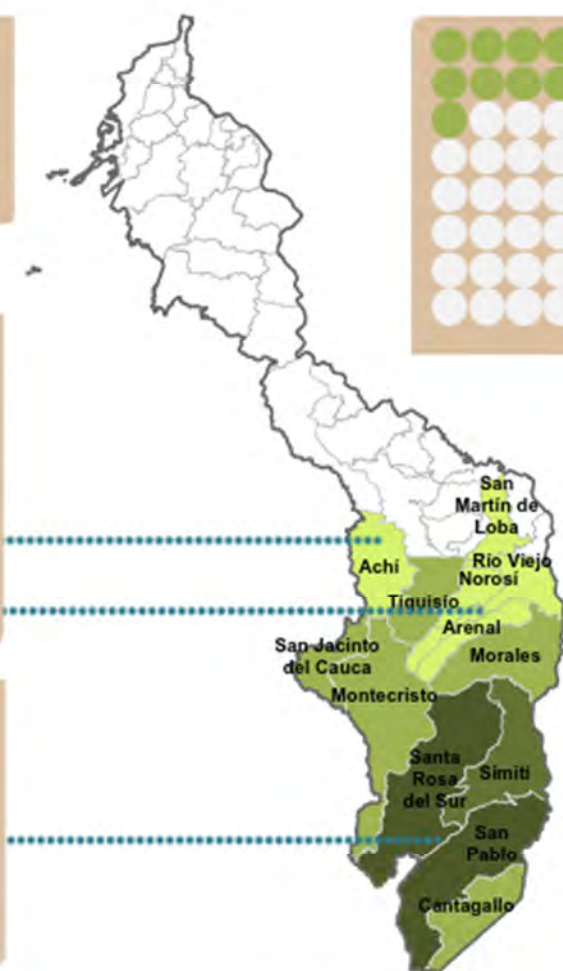 San
Martín de
Loba
Achí
Río Viejo
Norosí
Tiquisio
Arenal
San Jacinto
del Cauca
Morales
Montecristo
Santa
Rosa
del Sur
Simití
San
Pablo
Cantagallo